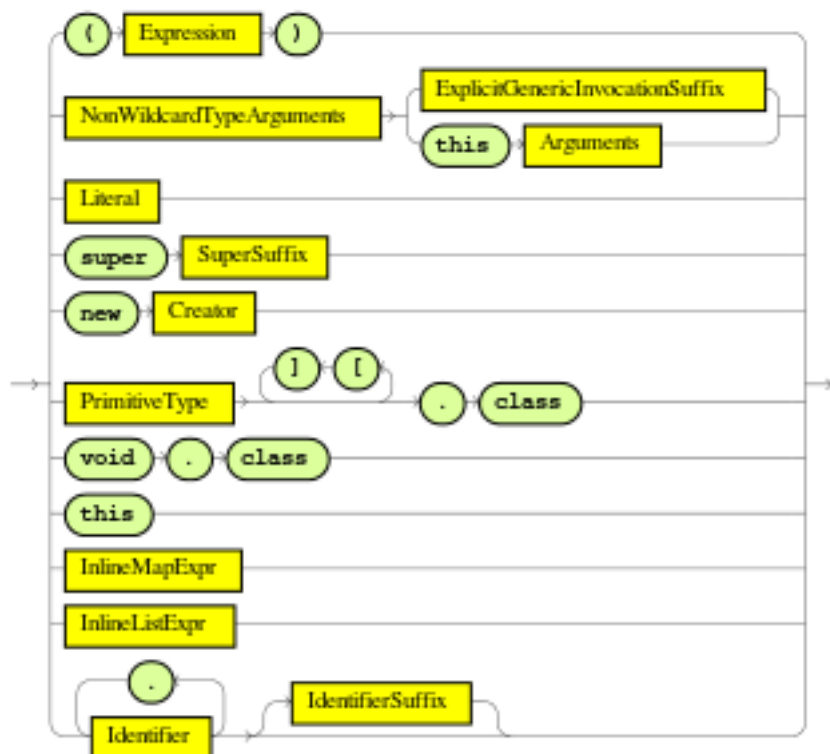 ( Expression )
ExplicitGenericInvocationSuffix
NonWildcardTypeArguments
this Arguments
Literal
super SuperSuffix
new Creator
] [
PrimitiveType . class
void . class
this
InlineMapExpr
InlineListExpr
.
IdentifierSuffix
Identifier